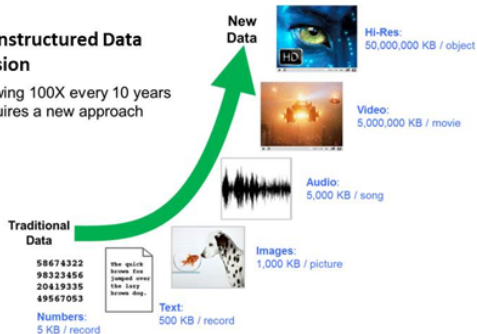 nstructured Data
sion
wing 100X every 10 years
uires a new approach
New
Data
HD
Hi-Res:
50,000,000 KB / object
Video:
5,000,000 KB / movie
Audio:
5,000 KB / song
Images:
1,000 KB / picture
Traditional
Data
58674322
98323456
20419335
49567053
Numbers:
5 KB / record
The quick
brown fox
jumped over
the lazy
brown dog.
Text:
500 KB / record